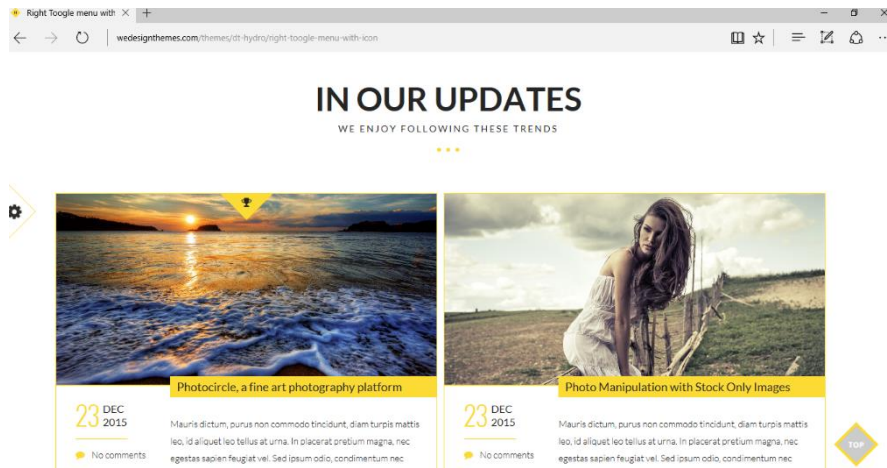 Right Toogle menu with
wedesignthemes.com/themes/dt-hydro/right-toogle-menu-with-icon
IN OUR UPDATES
WE ENJOY FOLLOWING THESE TRENDS
Photocircle, a fine art photography platform
23 DEC
2015
No comments
Mauris dictum, purus non commodo tincidunt, diam turpis mattis
leo, id aliquet leo tellus at urna. In placerat pretium magna, nec
egestas sapien feugiat vel. Sed ipsum odio, condimentum nec
Photo Manipulation with Stock Only Images
23 DEC
2015
No comments
Mauris dictum, purus non commodo tincidunt, diam turpis mattis
leo, id aliquet leo tellus at urna. In placerat pretium magna, nec
egestas sapien feugiat vel. Sed ipsum odio, condimentum nec
TOP